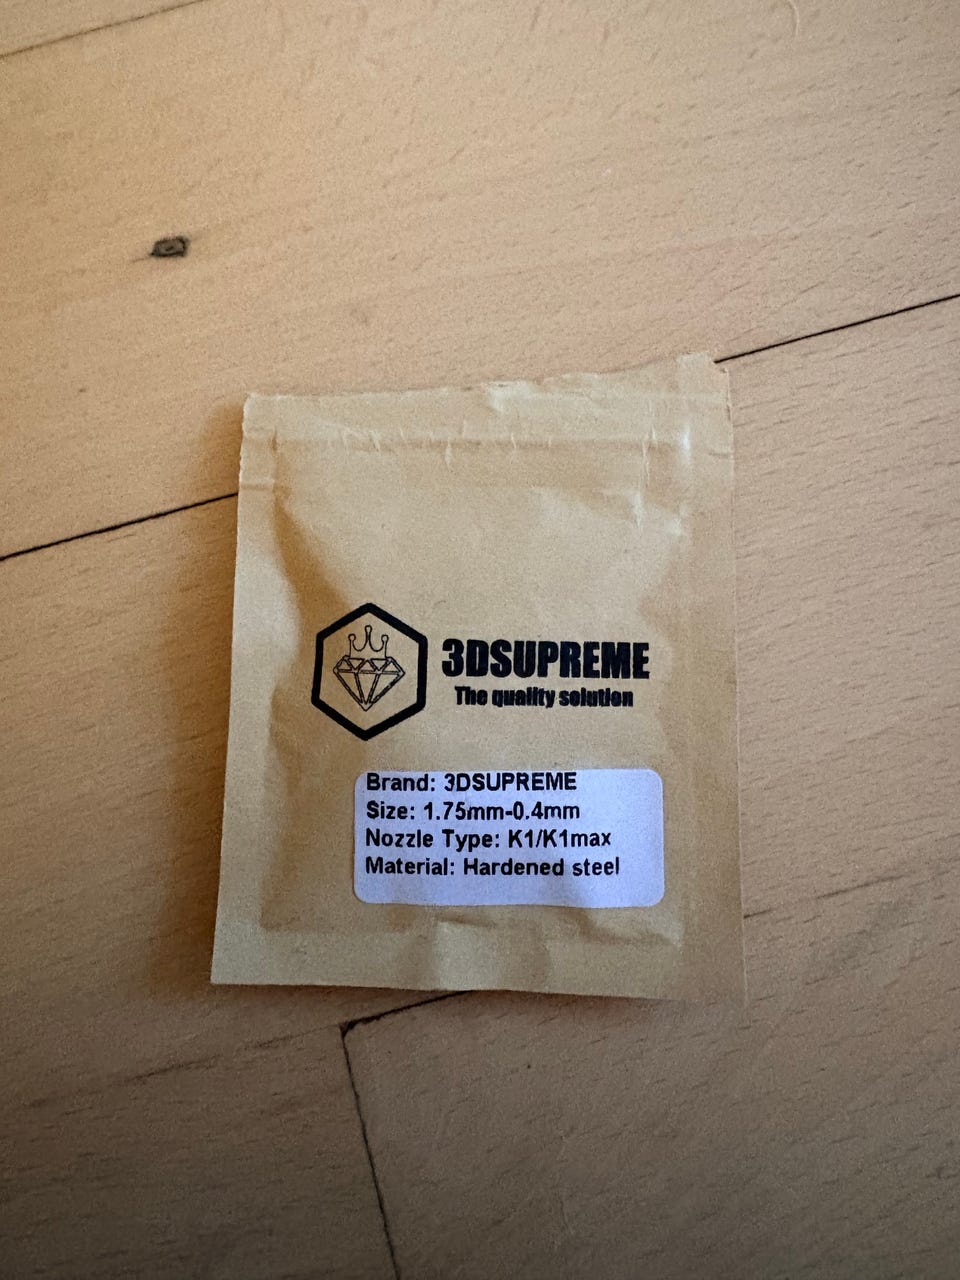 3DSUPREME
The quality solution
Brand: 3DSUPREME
Size: 1.75mm-0.4mm
Nozzle Type: K1/K1max
Material: Hardened steel